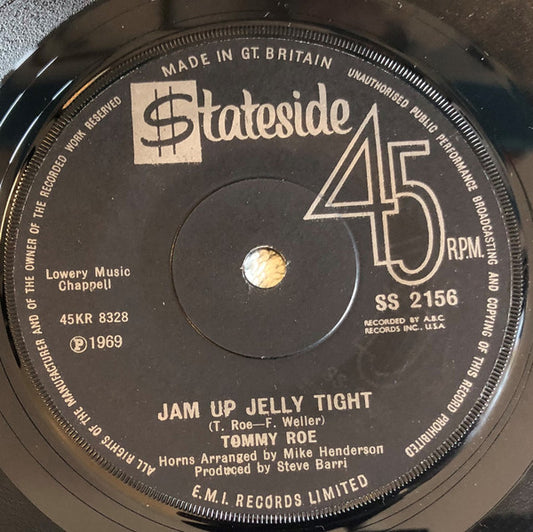 MADE IN GT. BRITAIN
UNAUTHORISED PUBLIC PERFORMANCE BROADCASTING AND COPYING OF THIS RECORD PROHIBITED
ALL RIGHTS OF THE MANUFACTURER AND OF THE OWNER OF THE RECORDED WORK RESERVED
$tateside
45 R.P.M.
Lowery Music
Chappell
45KR 8328
Ⓟ 1969
SS 2156
RECORDED BY A.B.C.
RECORDS INC., U.S.A.
JAM UP JELLY TIGHT
(T. Roe—F. Weller)
TOMMY ROE
Horns Arranged by Mike Henderson
Produced by Steve Barri
E.M.I. RECORDS LIMITED